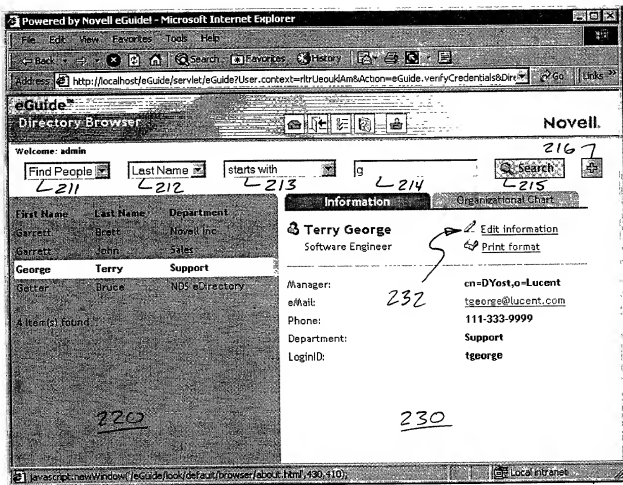 Powered by Novell eGuide! - Microsoft Internet Explorer
File Edit View Favorites Tools Help
Back Search Favorites History
Address http://localhost/eGuide/servlet/eGuide?User.context=rltrUeoukIAm&Action=eGuide.verifyCredentials&Dire Go Links »
eGuide™
Directory Browser
Novell.
Welcome: admin
216
Find People Last Name starts with g Search
211 212 213 214 215
Information Organizational Chart
First Name Last Name Department
Garrett Brett Novell Inc
Garrett John Sales
George Terry Support
Getter Bruce NDS eDirectory
4 item(s) found
220
Terry George
Software Engineer
Edit information
Print format
232
Manager: cn=DYost,o=Lucent
eMail: tgeorge@lucent.com
Phone: 111-333-9999
Department: Support
LoginID: tgeorge
230
javascript:newWindow('/eGuide/look/default/browser/about.html',430,410);
Local intranet